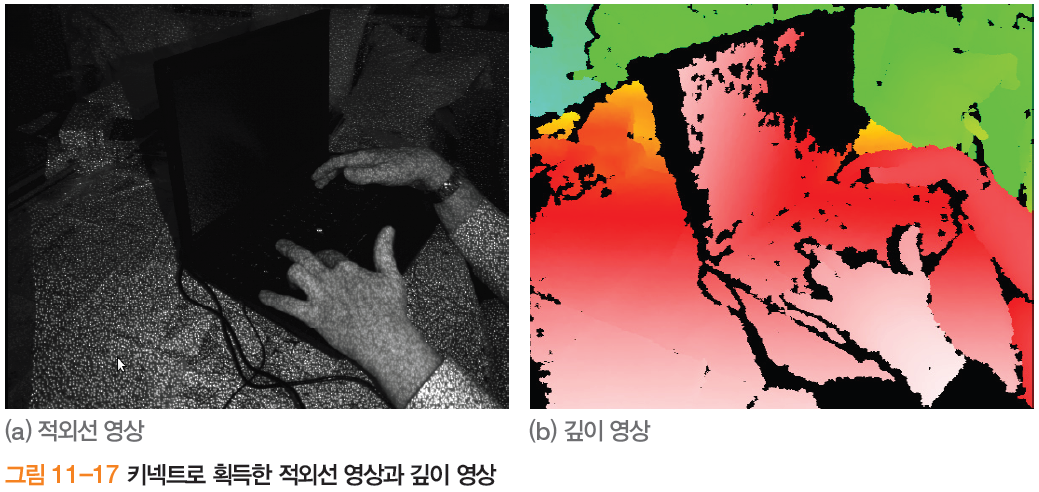 (a) 적외선 영상
(b) 깊이 영상
그림 11-17 키넥트로 획득한 적외선 영상과 깊이 영상